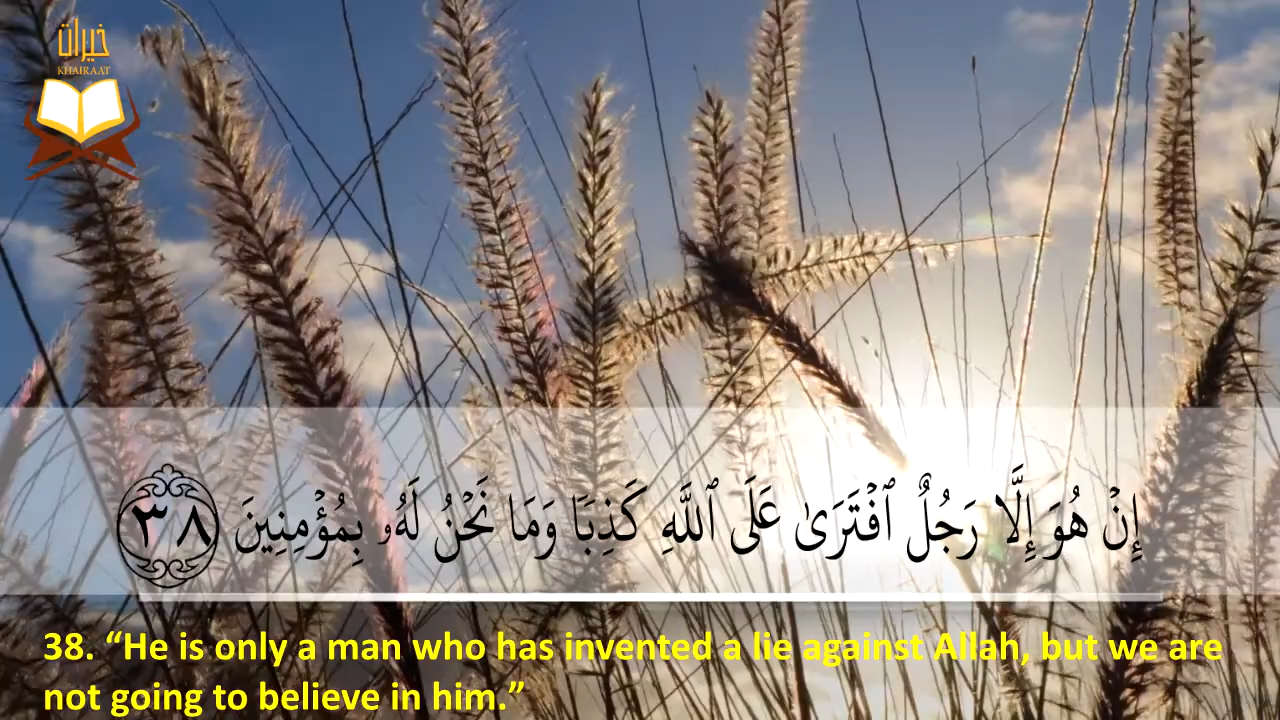 خيرات
KHAIRAAT
إِنْ هُوَ إِلَّا رَجُلٌ ٱفْتَرَىٰ عَلَى ٱللَّهِ كَذِبًا وَمَا نَحْنُ لَهُۥ بِمُؤْمِنِينَ ٣٨
38. “He is only a man who has invented a lie against Allah, but we are
not going to believe in him.”